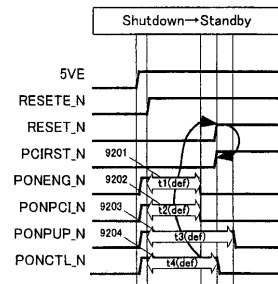 Shutdown→Standby
5VE
RESETE_N
RESET_N
PCIRST_N
9201
PONENG_N
t1(def)
9202
PONPCI_N
t2(def)
9203
PONPUP_N
t3(def)
9204
PONCTL_N
t4(def)